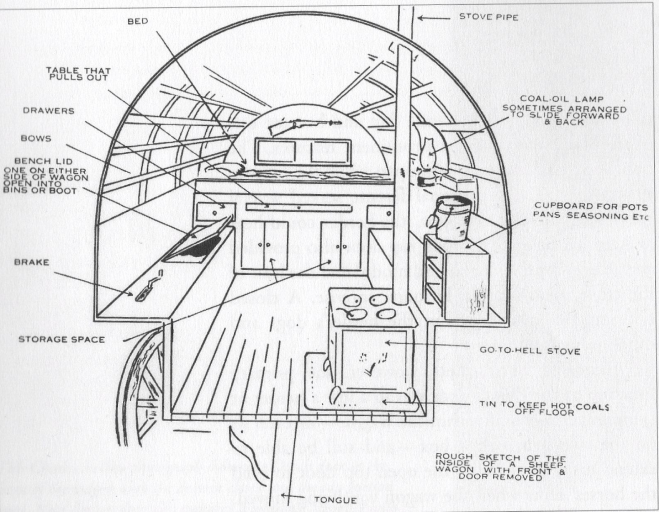 BED
STOVE PIPE
TABLE THAT
PULLS OUT
DRAWERS
BOWS
BENCH LID
ONE ON EITHER
SIDE OF WAGON
OPEN INTO
BINS OR BOOT
COAL-OIL LAMP
SOMETIMES ARRANGED
TO SLIDE FORWARD
& BACK
CUPBOARD FOR POTS
PANS SEASONING ETC
BRAKE
STORAGE SPACE
GO-TO-HELL STOVE
TIN TO KEEP HOT COALS
OFF FLOOR
ROUGH SKETCH OF THE
INSIDE OF A SHEEP-
WAGON WITH FRONT &
DOOR REMOVED
TONGUE